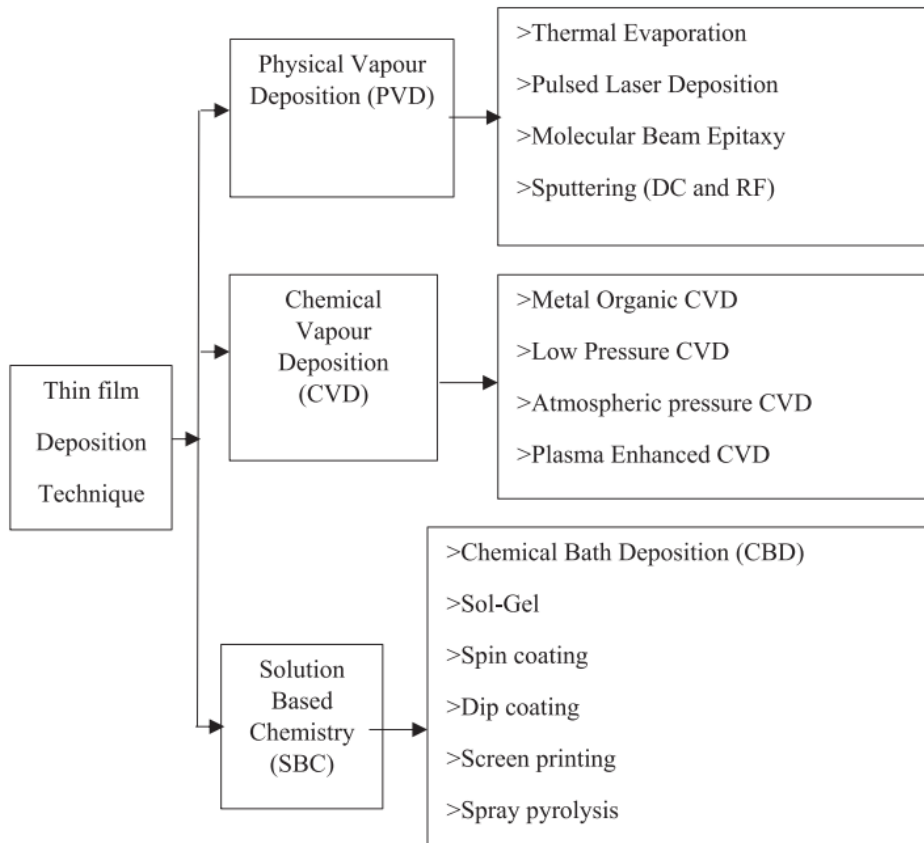 Physical Vapour
Deposition (PVD)
>Thermal Evaporation
>Pulsed Laser Deposition
>Molecular Beam Epitaxy
>Sputtering (DC and RF)
Chemical
Vapour
Deposition
(CVD)
>Metal Organic CVD
>Low Pressure CVD
>Atmospheric pressure CVD
>Plasma Enhanced CVD
Thin film
Deposition
Technique
Solution
Based
Chemistry
(SBC)
>Chemical Bath Deposition (CBD)
>Sol-Gel
>Spin coating
>Dip coating
>Screen printing
>Spray pyrolysis